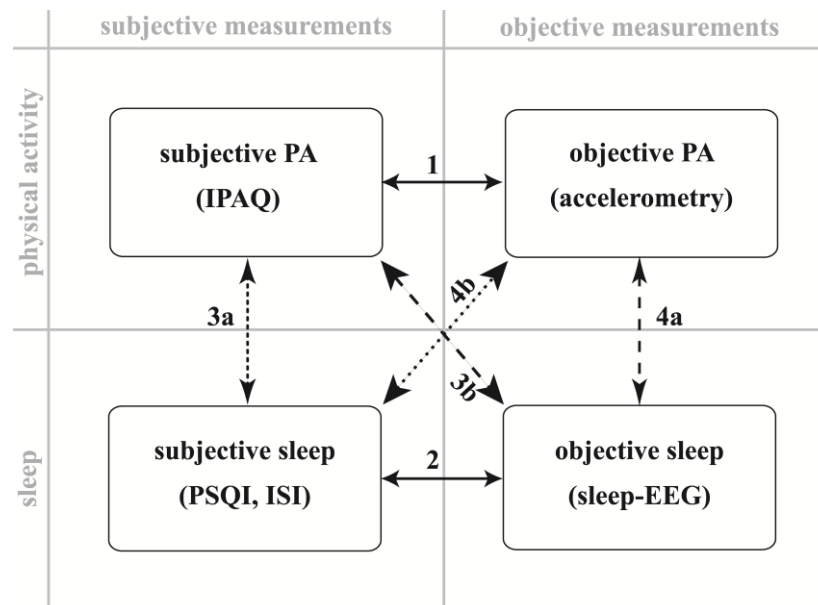 subjective measurements
objective measurements
physical activity
subjective PA
(IPAQ)
1
objective PA
(accelerometry)
3a
4b
3b
4a
sleep
subjective sleep
(PSQI, ISI)
2
objective sleep
(sleep-EEG)